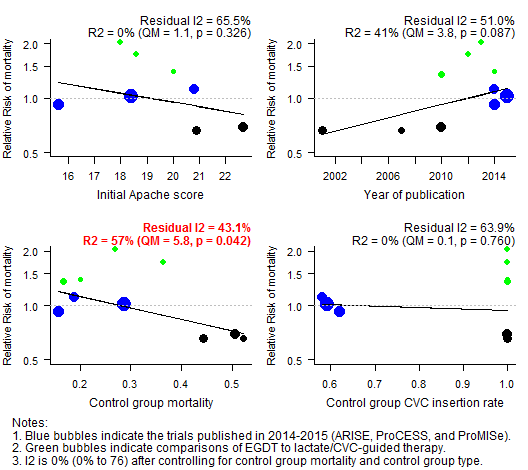 Residual I2 = 65.5%
R2 = 0% (QM = 1.1, p = 0.326)
Relative Risk of mortality
2.0
1.5
1.0
0.5
16 17 18 19 20 21 22
Initial Apache score
Residual I2 = 51.0%
R2 = 41% (QM = 3.8, p = 0.087)
Relative Risk of mortality
2.0
1.5
1.0
0.5
2002 2006 2010 2014
Year of publication
Residual I2 = 43.1%
R2 = 57% (QM = 5.8, p = 0.042)
Relative Risk of mortality
2.0
1.5
1.0
0.5
0.2 0.3 0.4 0.5
Control group mortality
Residual I2 = 63.9%
R2 = 0% (QM = 0.1, p = 0.760)
Relative Risk of mortality
2.0
1.5
1.0
0.5
0.6 0.7 0.8 0.9 1.0
Control group CVC insertion rate
Notes:
1. Blue bubbles indicate the trials published in 2014-2015 (ARISE, ProCESS, and ProMISe).
2. Green bubbles indicate comparisons of EGDT to lactate/CVC-guided therapy.
3. I2 is 0% (0% to 76) after controlling for control group mortality and control group type.